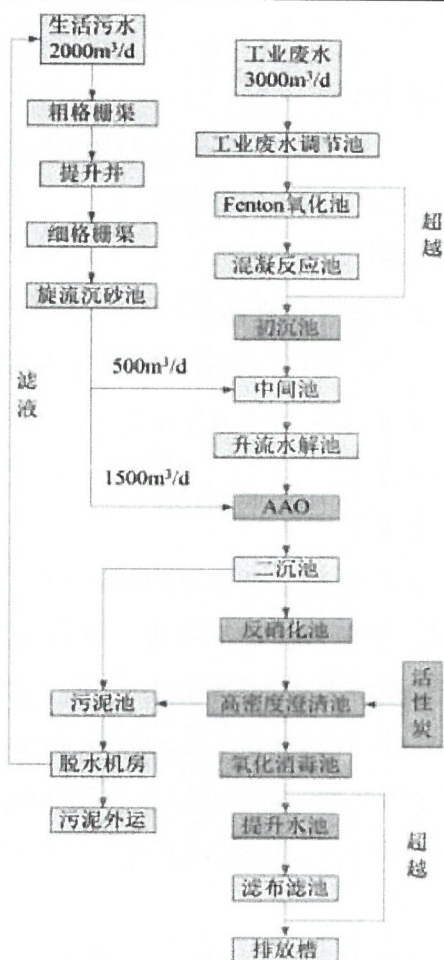 生活污水
2000m³/d
粗格栅渠
提升井
细格栅渠
旋流沉砂池
滤
液
500m³/d
1500m³/d
工业废水
3000m³/d
工业废水调节池
Fenton氧化池
混凝反应池
超
越
初沉池
中间池
升流水解池
AAO
二沉池
反硝化池
高密度澄清池
活
性
炭
污泥池
脱水机房
污泥外运
氧化消毒池
提升水池
滤布滤池
超
越
排放槽